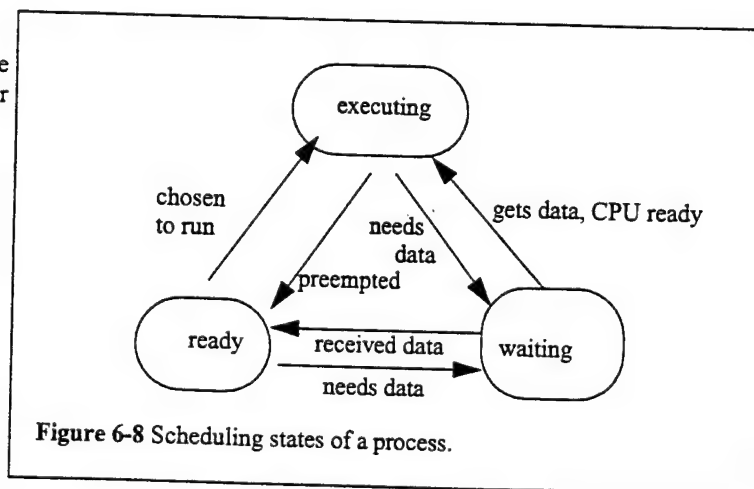 e
r
executing
chosen
to run
gets data, CPU ready
needs
data
preempted
ready
received data
waiting
needs data
Figure 6-8 Scheduling states of a process.